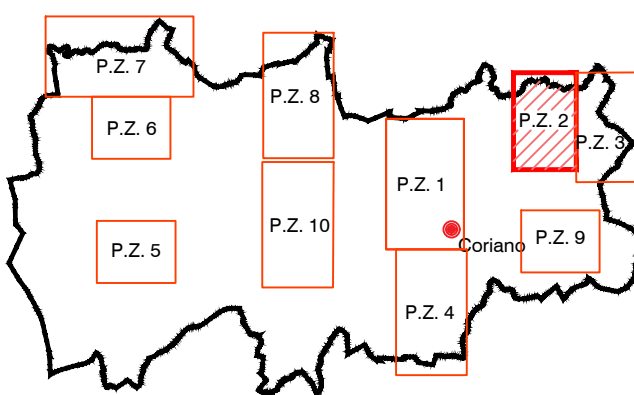 P.Z. 7
P.Z. 8
P.Z. 6
P.Z. 2
P.Z. 3
P.Z. 1
P.Z. 10
P.Z. 5
Coriano
P.Z. 9
P.Z. 4